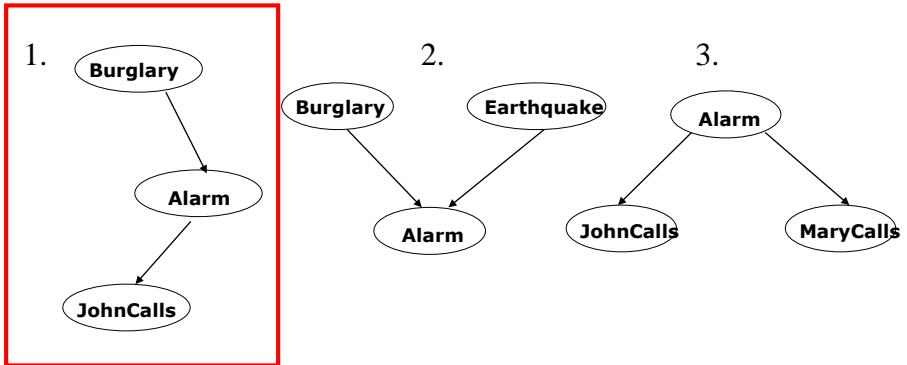 1.
Burglary
Alarm
JohnCalls
2.
Burglary
Earthquake
Alarm
3.
Alarm
JohnCalls
MaryCalls